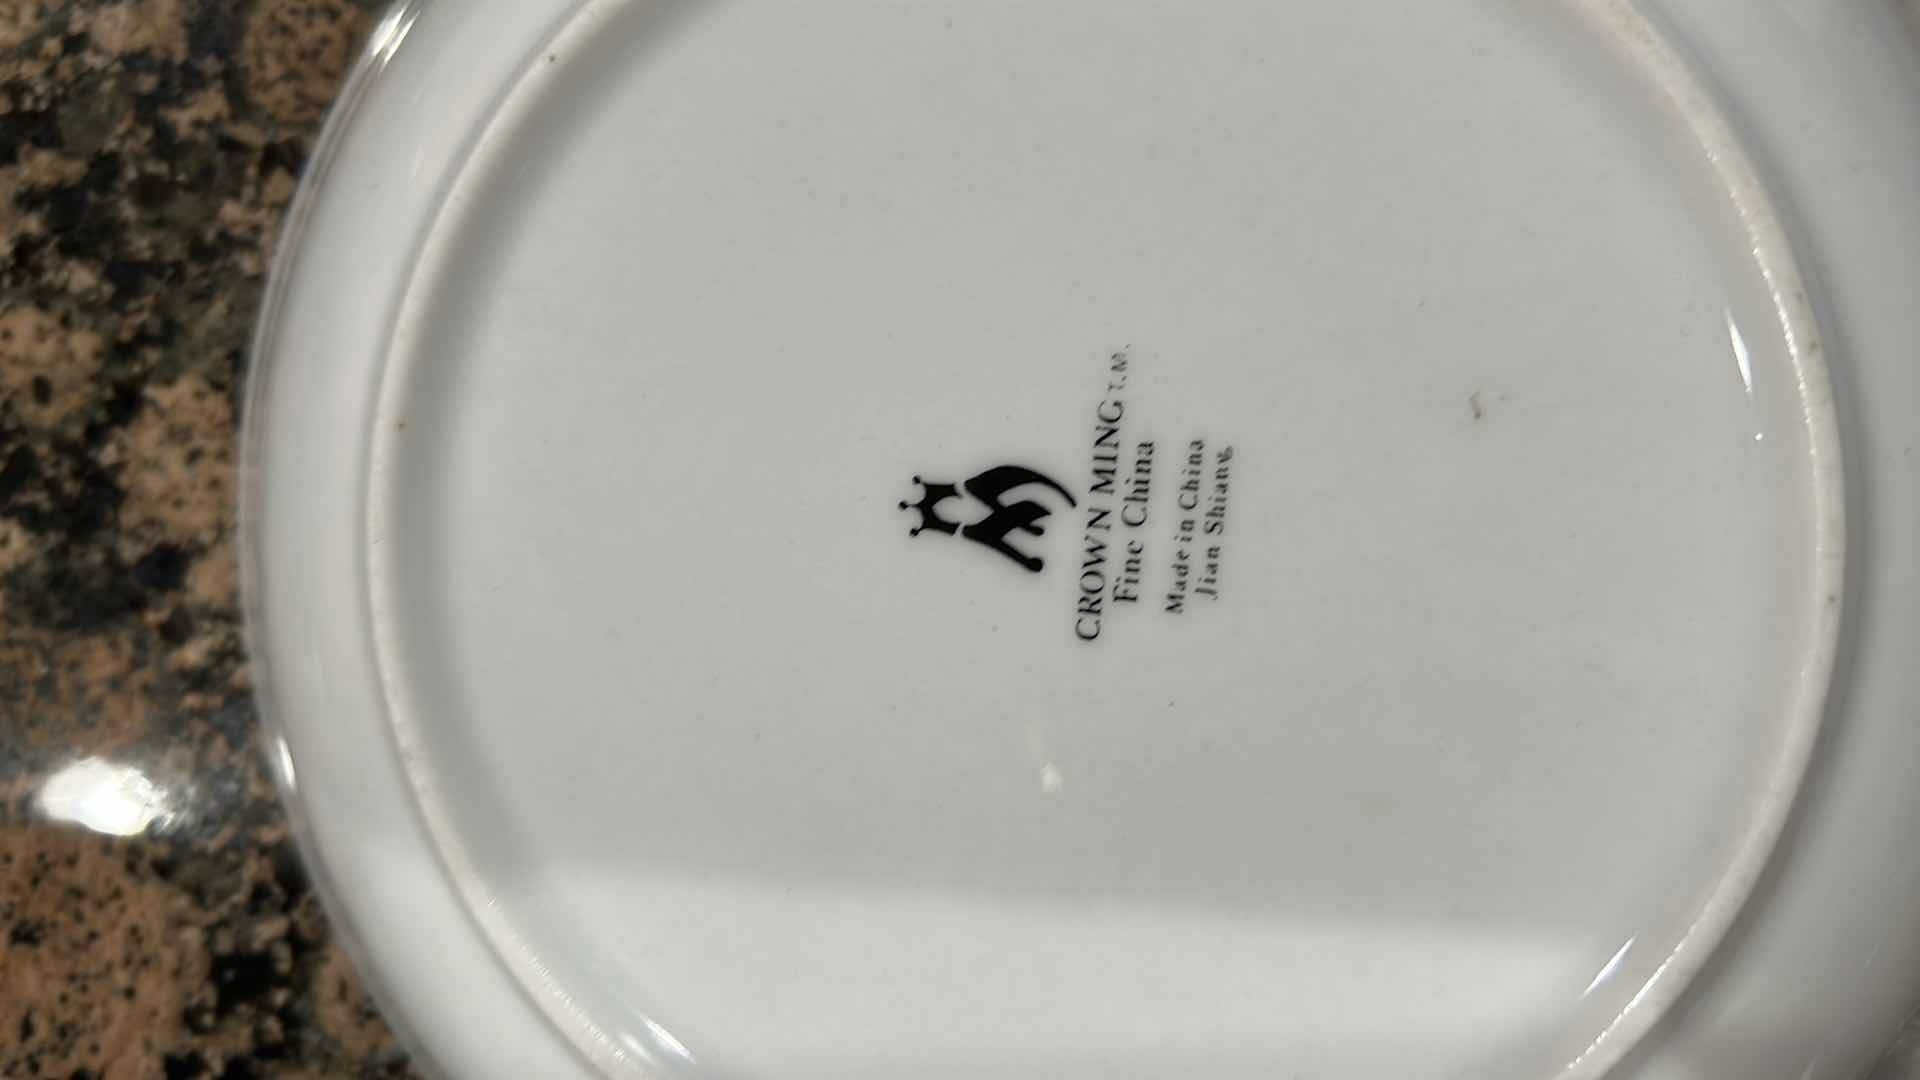 CROWN MING T.M.
Fine China
Made in China
Jian Shiang